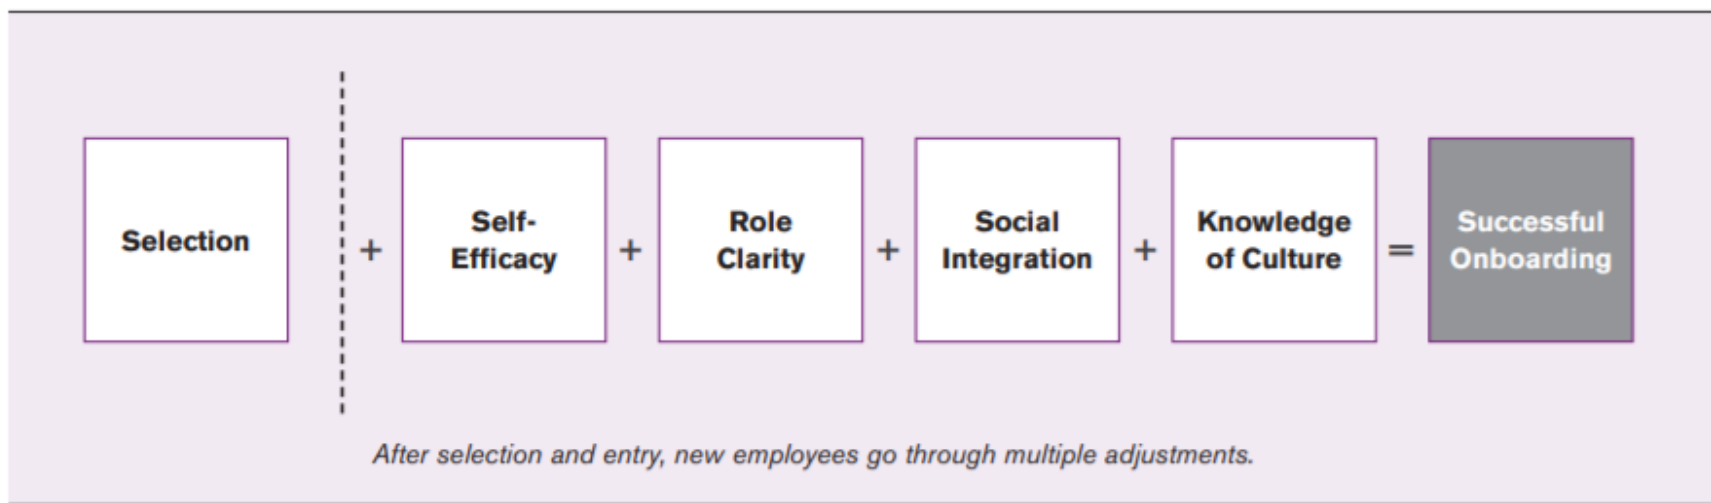 Selection
+
Self-
Efficacy
+
Role
Clarity
+
Social
Integration
+
Knowledge
of Culture
=
Successful
Onboarding
After selection and entry, new employees go through multiple adjustments.